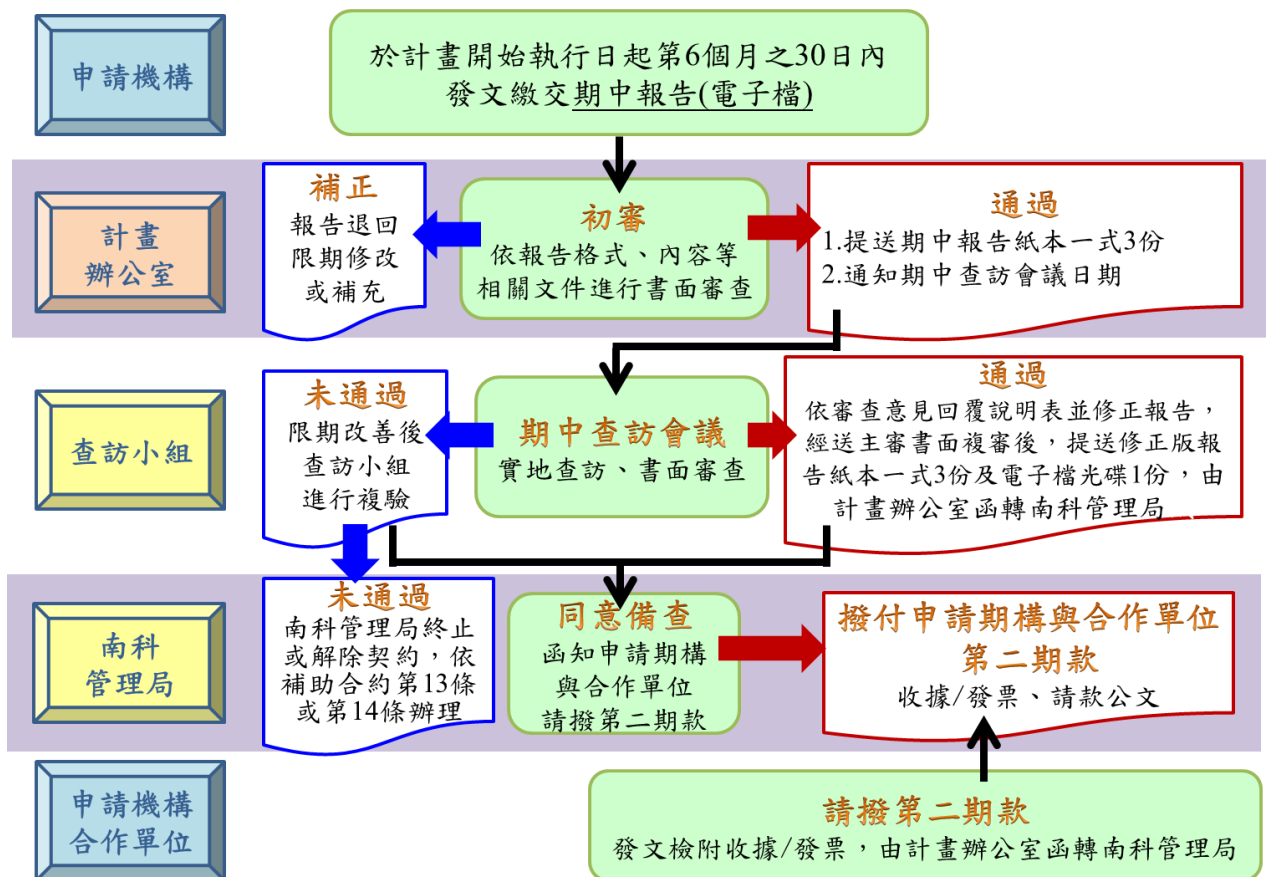 申請機構
於計畫開始執行日起第6個月之30日內
發文繳交期中報告(電子檔)
計畫
辦公室
補正
報告退回
限期修改
或補充
初審
依報告格式、內容等
相關文件進行書面審查
通過
1.提送期中報告紙本一式3份
2.通知期中查訪會議日期
查訪小組
未通過
限期改善後
查訪小組
進行複驗
期中查訪會議
實地查訪、書面審查
通過
依審查意見回覆說明表並修正報告，
經送主審書面複審後，提送修正版報
告紙本一式3份及電子檔光碟1份，由
計畫辦公室函轉南科管理局
南科
管理局
未通過
南科管理局終止
或解除契約，依
補助合約第13條
或第14條辦理
同意備查
函知申請期構
與合作單位
請撥第二期款
撥付申請期構與合作單位
第二期款
收據/發票、請款公文
申請機構
合作單位
請撥第二期款
發文檢附收據/發票，由計畫辦公室函轉南科管理局